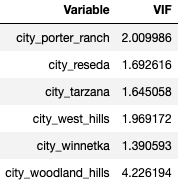 Variable VIF
city_porter_ranch 2.009986
city_reseda 1.692616
city_tarzana 1.645058
city_west_hills 1.969172
city_winnetka 1.390593
city_woodland_hills 4.226194